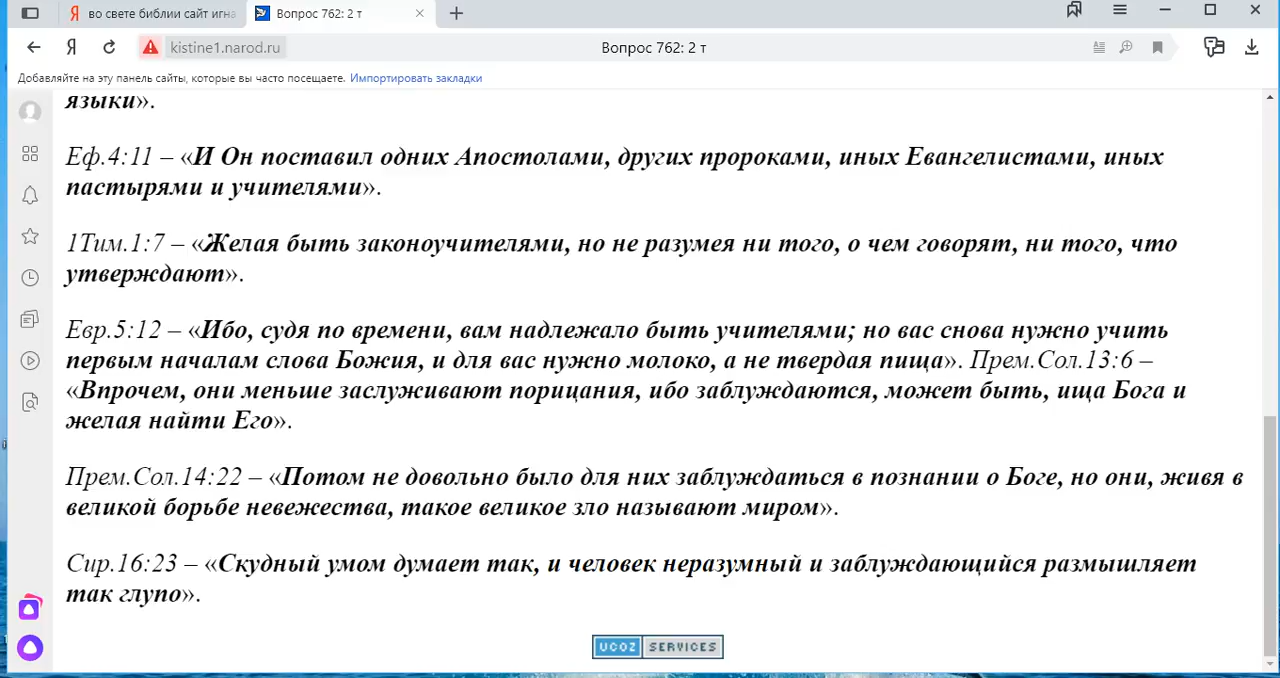 во свете библии сайт игна
Вопрос 762: 2 т
kistine1.narod.ru
Вопрос 762: 2 т
Добавляйте на эту панель сайты, которые вы часто посещаете. Импортировать закладки
языки».
Еф.4:11 – «И Он поставил одних Апостолами, других пророками, иных Евангелистами, иных
пастырями и учителями».
1Тим.1:7 – «Желая быть законоучителями, но не разумея ни того, о чем говорят, ни того, что
утверждают».
Евр.5:12 – «Ибо, судя по времени, вам надлежало быть учителями; но вас снова нужно учить
первым началам слова Божия, и для вас нужно молоко, а не твердая пища». Прем.Сол.13:6 –
«Впрочем, они меньше заслуживают порицания, ибо заблуждаются, может быть, ища Бога и
желая найти Его».
Прем.Сол.14:22 – «Потом не довольно было для них заблуждаться в познании о Боге, но они, живя в
великой борьбе невежества, такое великое зло называют миром».
Сир.16:23 – «Скудный умом думает так, и человек неразумный и заблуждающийся размышляет
так глупо».
UCOZ SERVICES